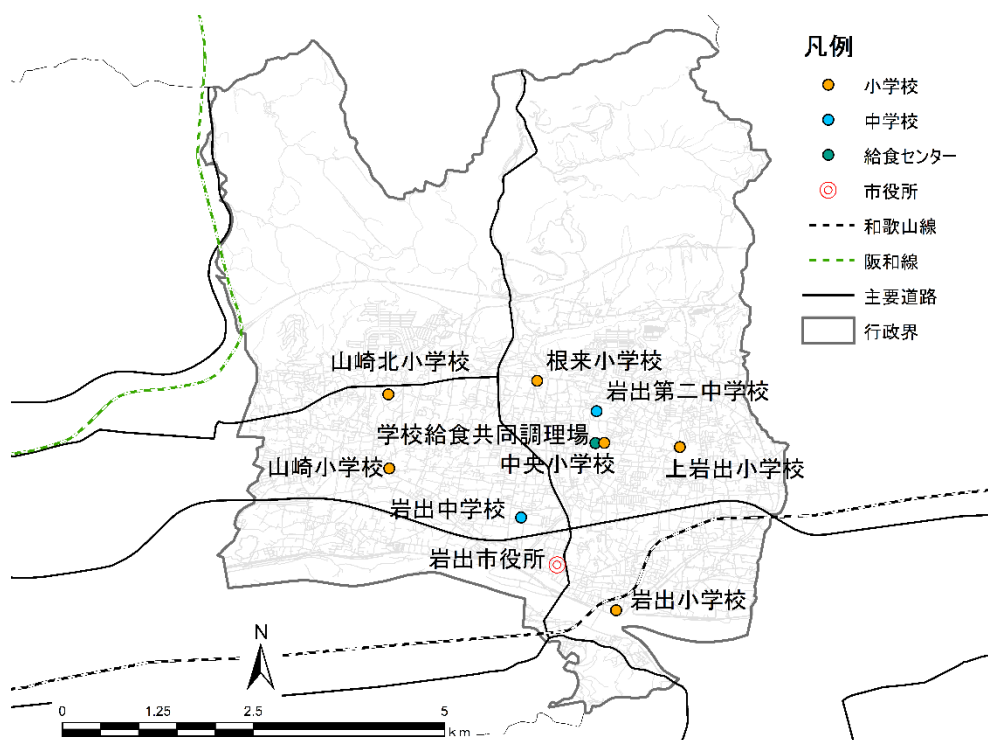 凡例
小学校
中学校
給食センター
市役所
和歌山線
阪和線
主要道路
行政界
山崎北小学校
根来小学校
岩出第二中学校
学校給食共同調理場
中央小学校
山崎小学校
上岩出小学校
岩出中学校
岩出市役所
岩出小学校
N
0 1.25 2.5 5
km